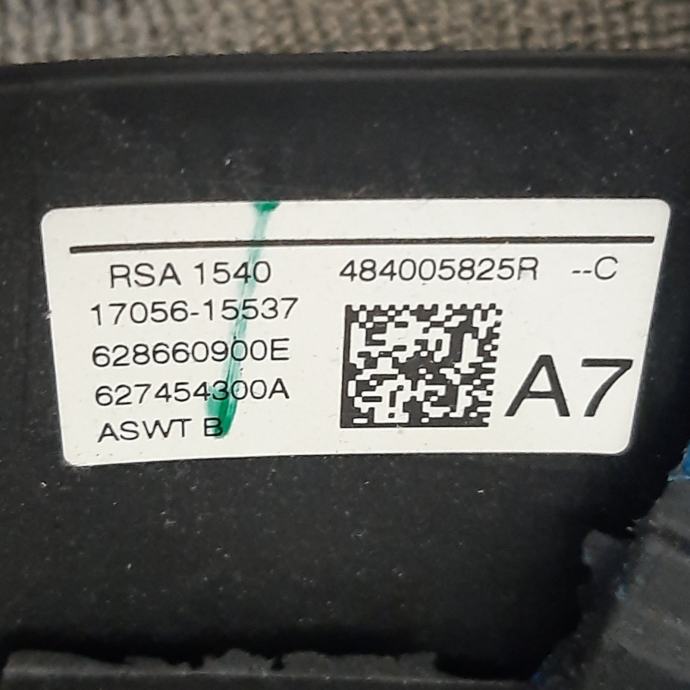 RSA 1540 484005825R --C
17056-15537
628660900E
627454300A
ASWT B
A7